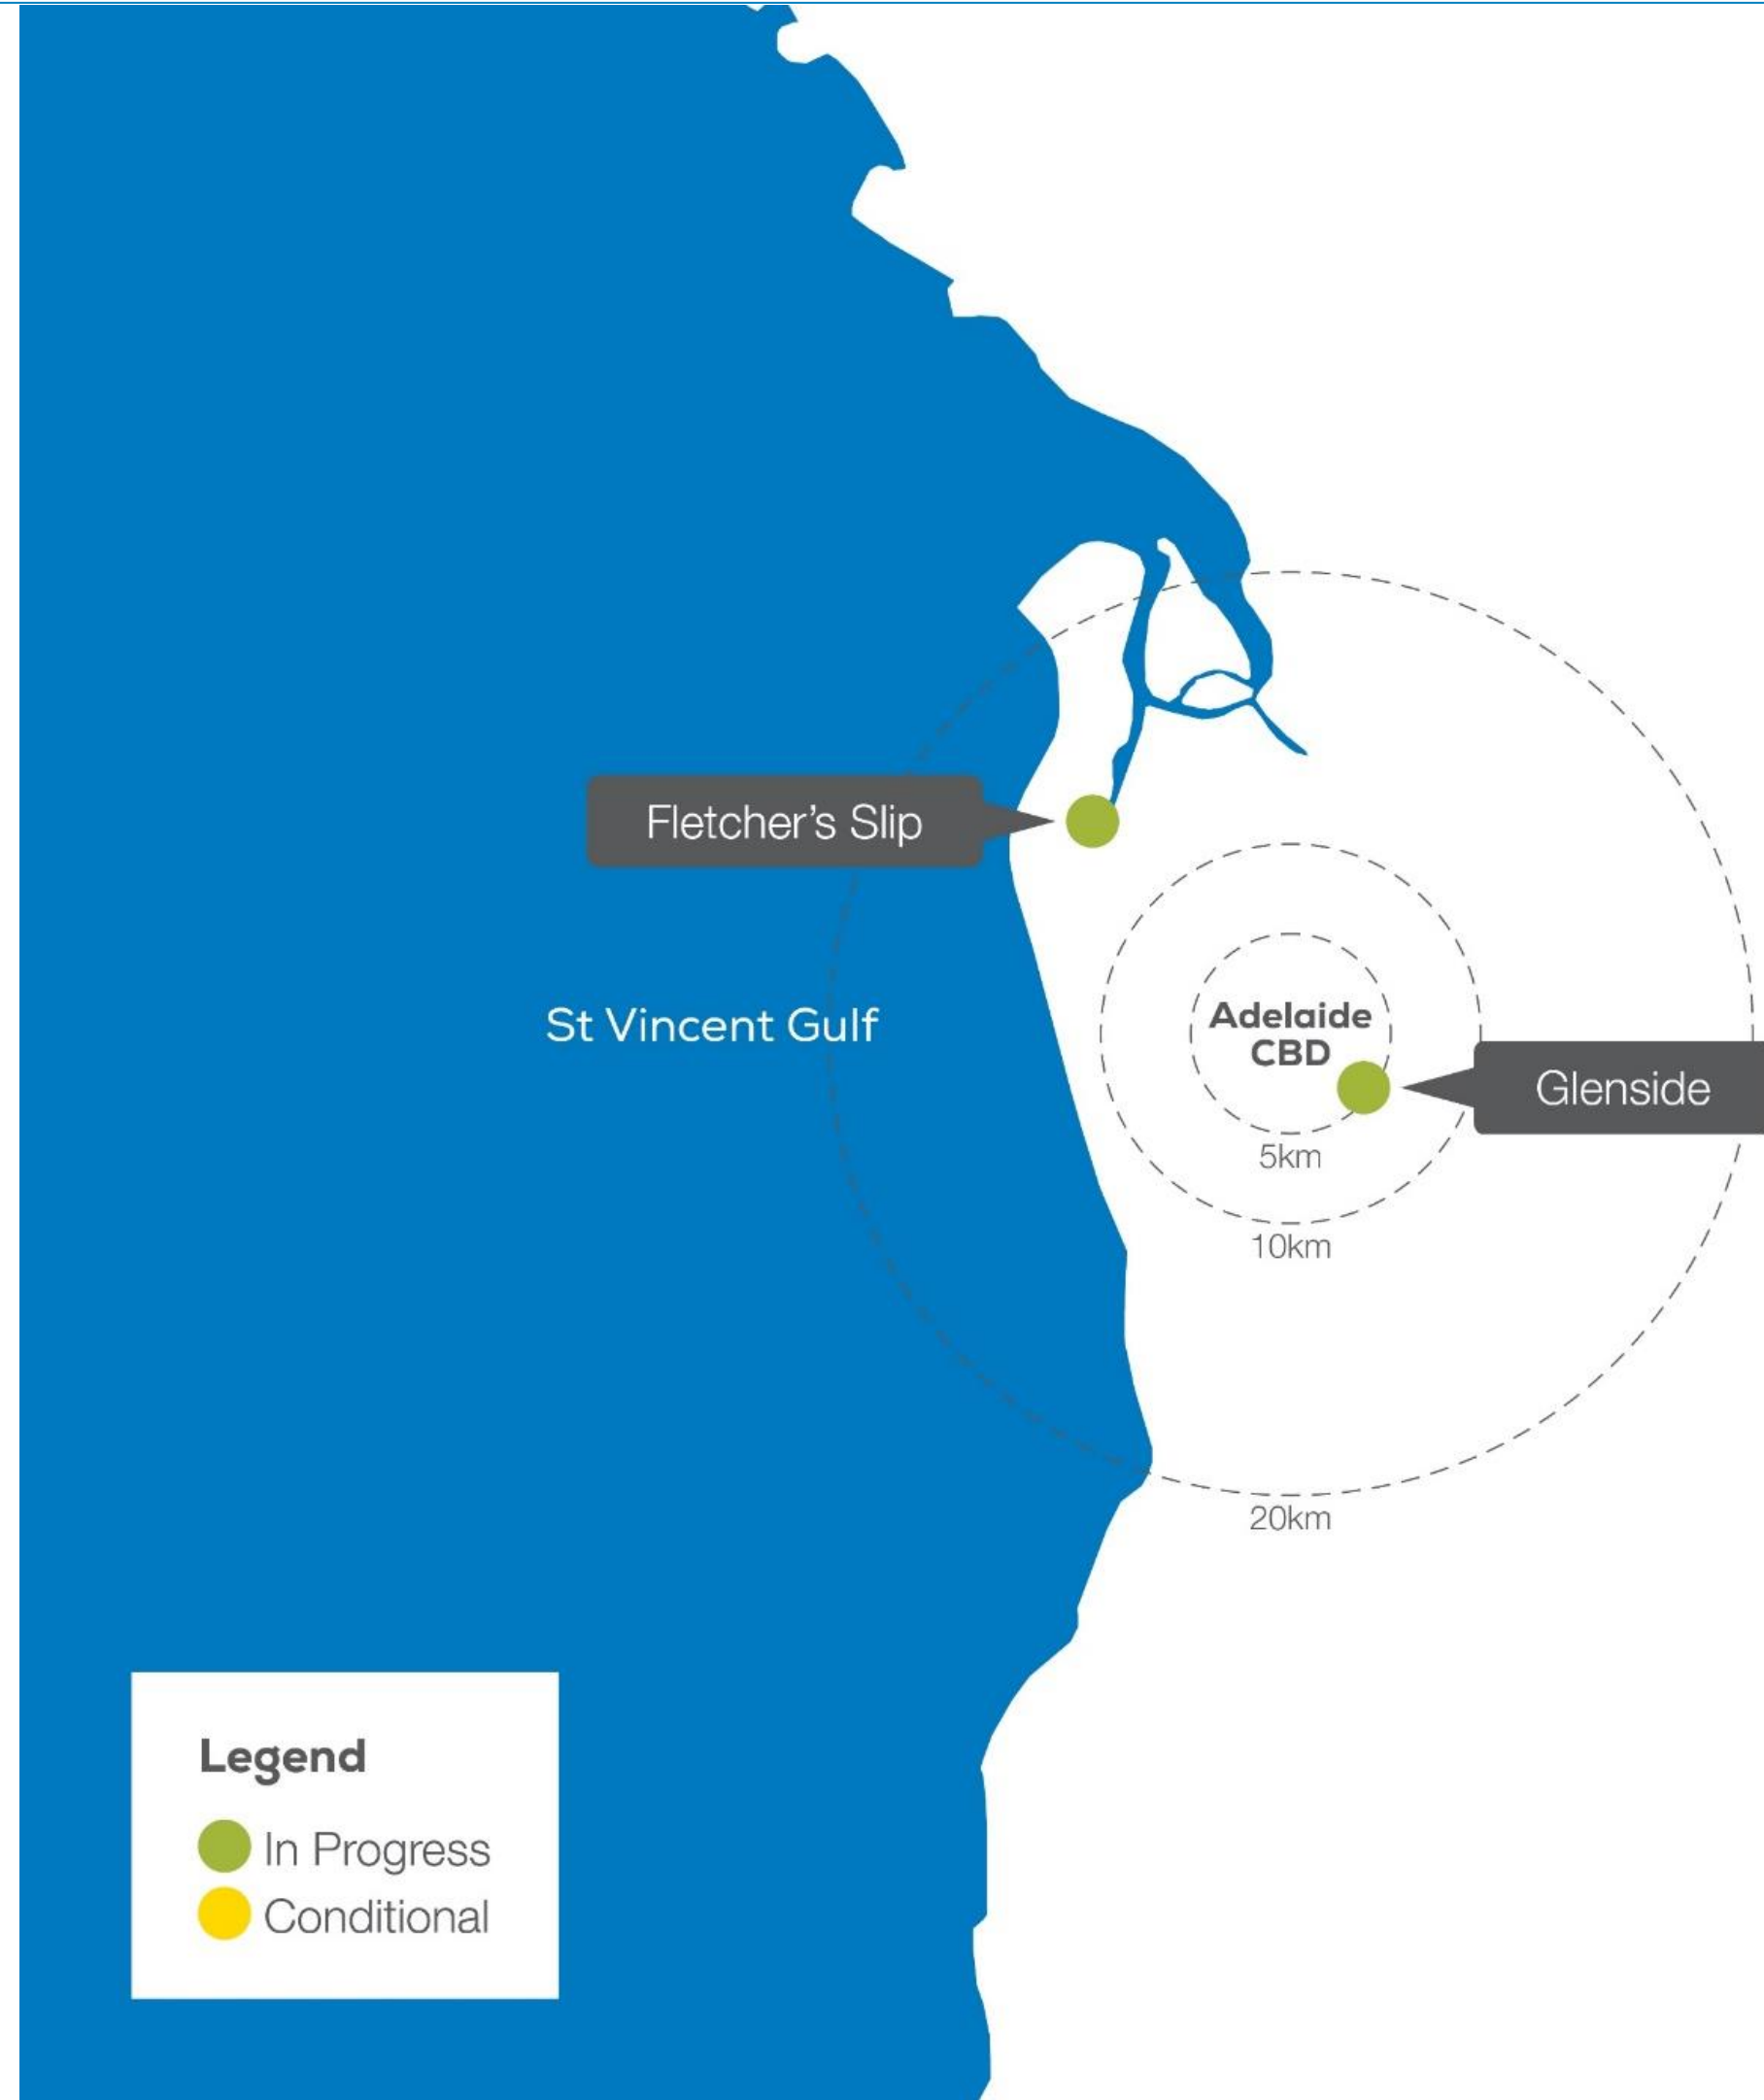 Fletcher's Slip
St Vincent Gulf
Adelaide
CBD
Glenside
5km
10km
20km
Legend
In Progress
Conditional